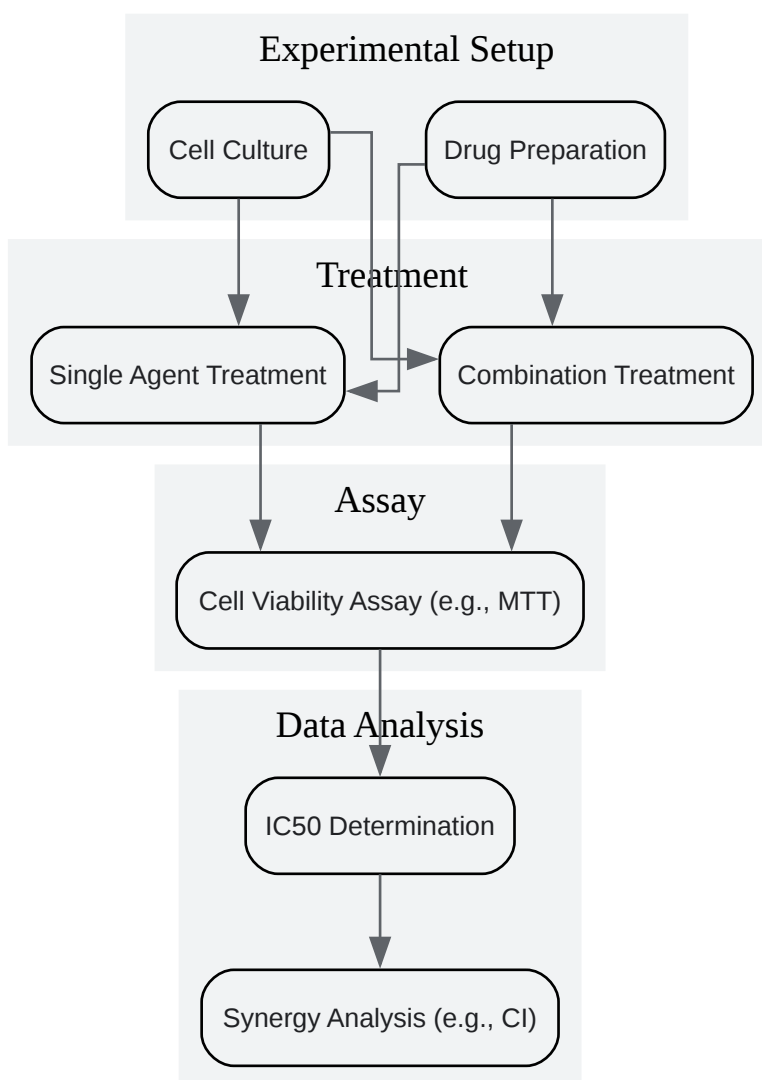 Experimental Setup
Cell Culture
Drug Preparation
Treatment
Single Agent Treatment
Combination Treatment
Assay
Cell Viability Assay (e.g., MTT)
Data Analysis
IC50 Determination
Synergy Analysis (e.g., CI)